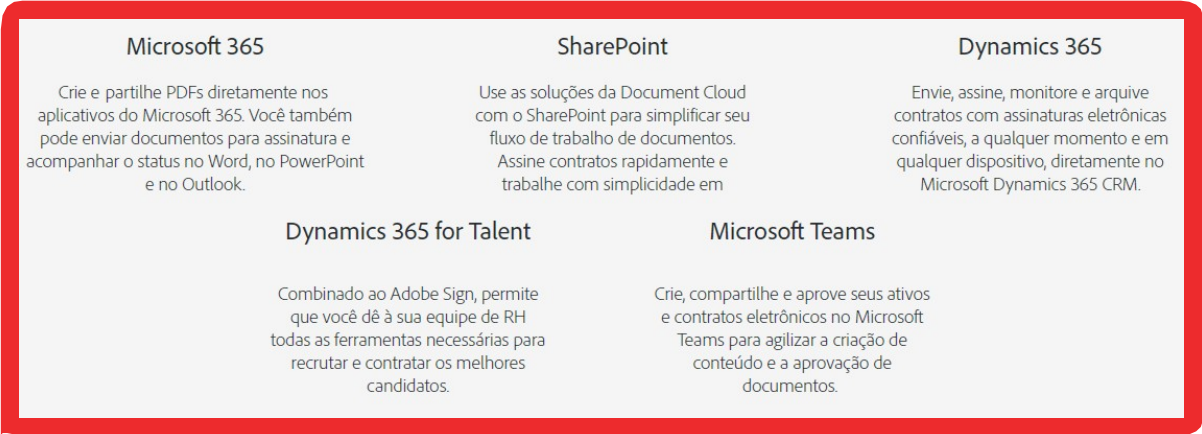 Microsoft 365
Crie e partilhe PDFs diretamente nos
aplicativos do Microsoft 365. Você também
pode enviar documentos para assinatura e
acompanhar o status no Word, no PowerPoint
e no Outlook.
SharePoint
Use as soluções da Document Cloud
com o SharePoint para simplificar seu
fluxo de trabalho de documentos.
Assine contratos rapidamente e
trabalhe com simplicidade em
Dynamics 365
Envie, assine, monitore e arquive
contratos com assinaturas eletrônicas
confiáveis, a qualquer momento e em
qualquer dispositivo, diretamente no
Microsoft Dynamics 365 CRM.
Dynamics 365 for Talent
Combinado ao Adobe Sign, permite
que você dê à sua equipe de RH
todas as ferramentas necessárias para
recrutar e contratar os melhores
candidatos.
Microsoft Teams
Crie, compartilhe e aprove seus ativos
e contratos eletrônicos no Microsoft
Teams para agilizar a criação de
conteúdo e a aprovação de
documentos.